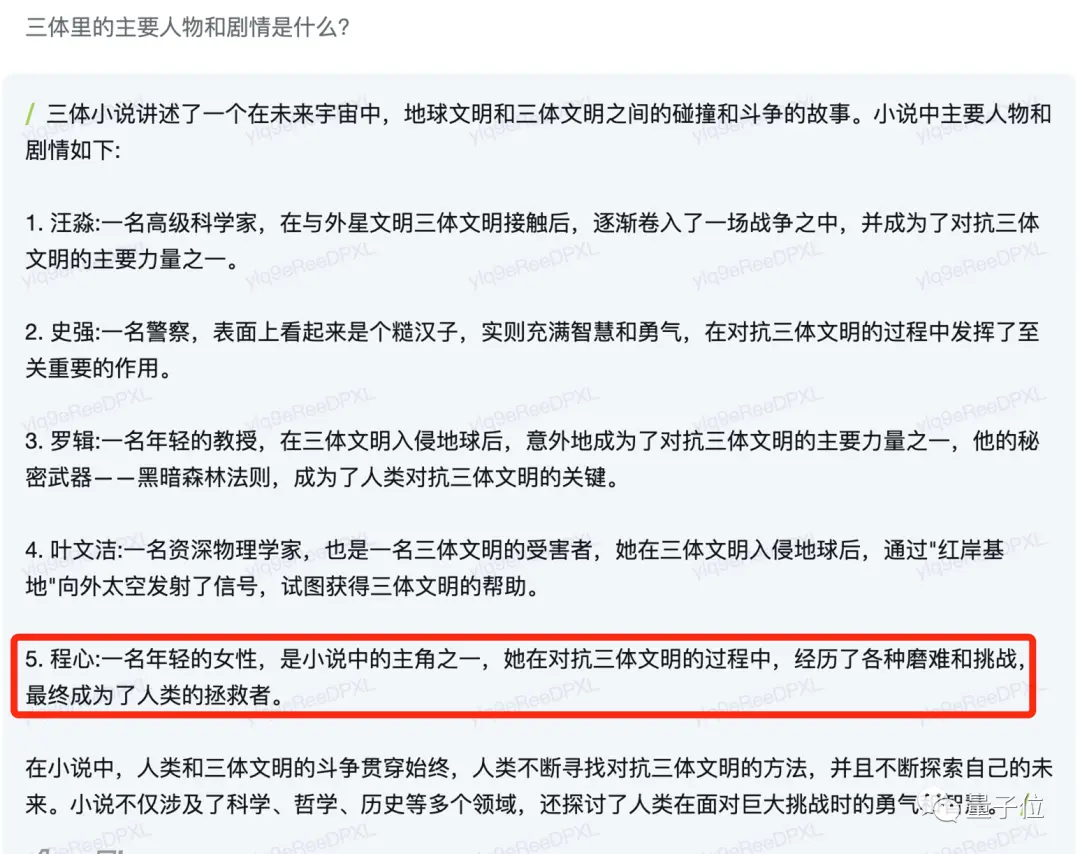 三体里的主要人物和剧情是什么?
/ 三体小说讲述了一个在未来宇宙中，地球文明和三体文明之间的碰撞和斗争的故事。小说中主要人物和
剧情如下:
1. 汪淼:一名高级科学家，在与外星文明三体文明接触后，逐渐卷入了一场战争之中，并成为了对抗三体
文明的主要力量之一。
2. 史强:一名警察，表面上看起来是个糙汉子，实则充满智慧和勇气，在对抗三体文明的过程中发挥了至
关重要的作用。
3. 罗辑:一名年轻的教授，在三体文明入侵地球后，意外地成为了对抗三体文明的主要力量之一，他的秘
密武器——黑暗森林法则，成为了人类对抗三体文明的关键。
4. 叶文洁:一名资深物理学家，也是一名三体文明的受害者，她在三体文明入侵地球后，通过"红岸基
地"向外太空发射了信号，试图获得三体文明的帮助。
5. 程心:一名年轻的女性，是小说中的主角之一，她在对抗三体文明的过程中，经历了各种磨难和挑战，
最终成为了人类的拯救者。
在小说中，人类和三体文明的斗争贯穿始终，人类不断寻找对抗三体文明的方法，并且不断探索自己的未
来。小说不仅涉及了科学、哲学、历史等多个领域，还探讨了人类在面对巨大挑战时的勇气
量子位
ylq9eReeDPXL